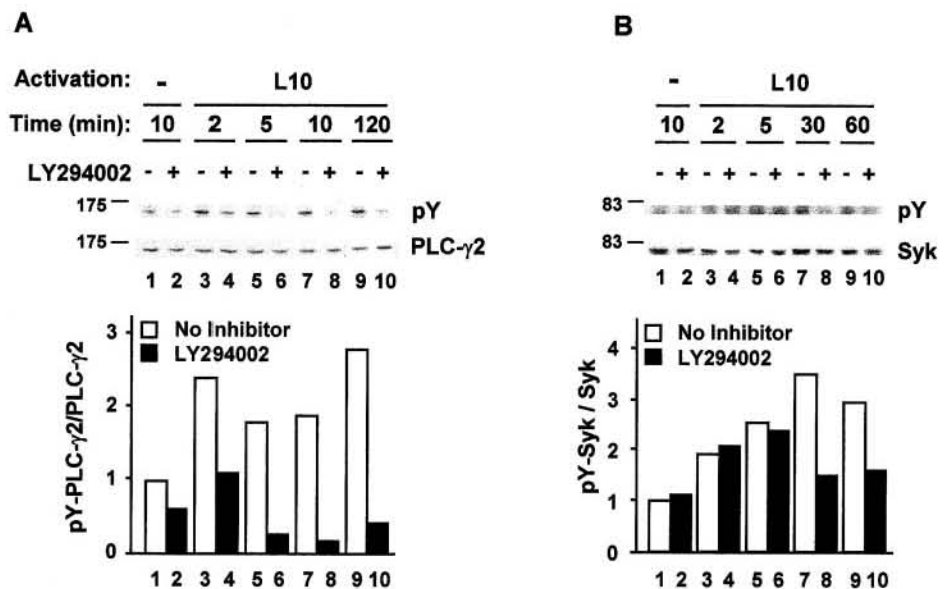 A
Activation: - L10
Time (min): 10 2 5 10 120
LY294002 - + - + - + - + - +
175 pY
175 PLC-γ2
1 2 3 4 5 6 7 8 9 10
pY-PLC-γ2/PLC-γ2
3
2
1
0
No Inhibitor
LY294002
1 2 3 4 5 6 7 8 9 10
B
- L10
10 2 5 30 60
- + - + - + - + - +
83 pY
83 Syk
1 2 3 4 5 6 7 8 9 10
pY-Syk / Syk
4
3
2
1
0
No Inhibitor
LY294002
1 2 3 4 5 6 7 8 9 10